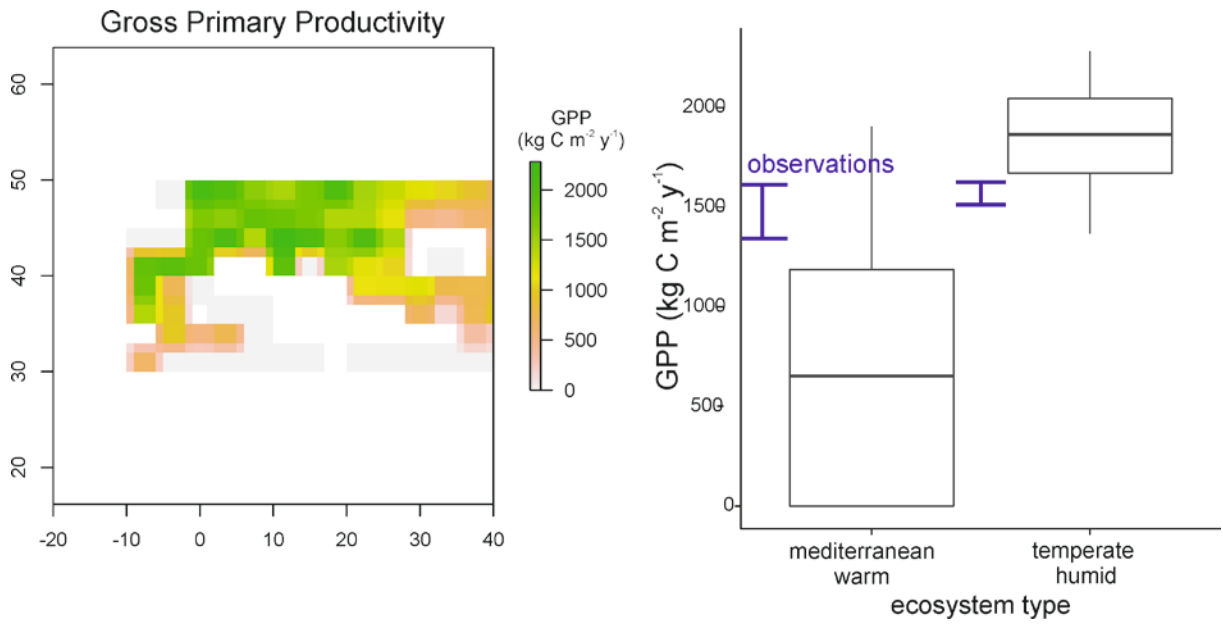 Gross Primary Productivity
60
50
40
30
20
-20 -10 0 10 20 30 40
GPP
(kg C m⁻² y⁻¹)
2000
1500
1000
500
0
GPP (kg C m⁻² y⁻¹)
2000
1500
1000
500
0
observations
mediterranean
warm
temperate
humid
ecosystem type